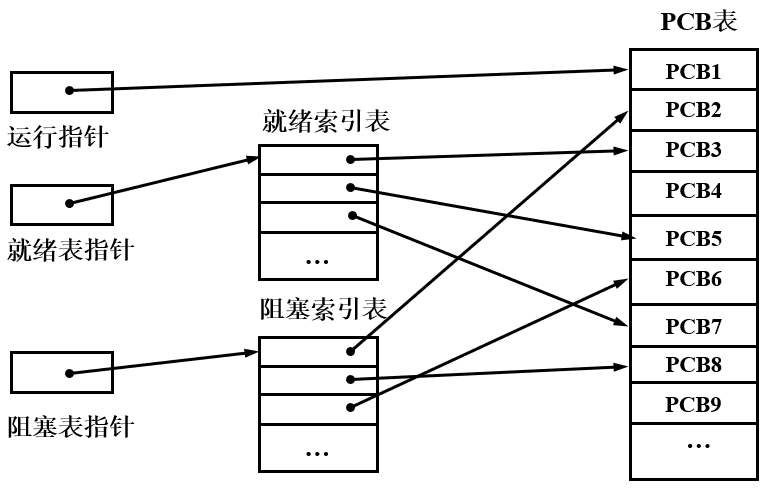 PCB表
PCB1
运行指针
就绪索引表
PCB2
PCB3
就绪表指针
PCB4
PCB5
…
PCB6
阻塞索引表
PCB7
PCB8
阻塞表指针
PCB9
…
…